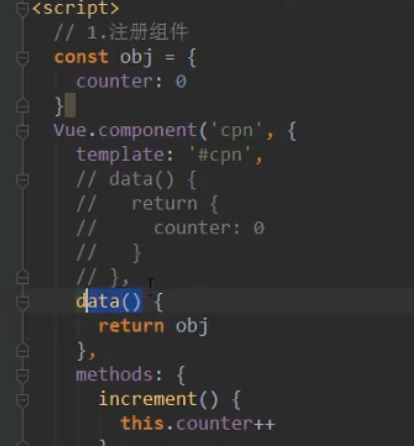 <script>
// 1.注册组件
const obj = {
counter: 0
}
Vue.component('cpn', {
template: '#cpn',
// data() {
//   return {
//     counter: 0
//   }
// },
data() {
return obj
},
methods: {
increment() {
this.counter++
}